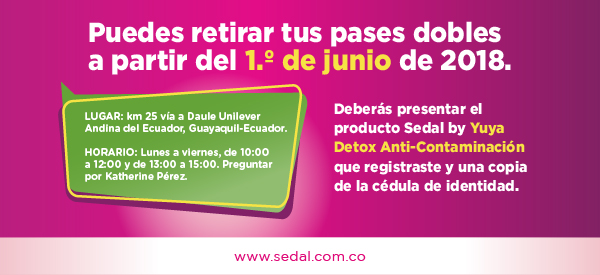 Puedes retirar tus pases dobles
a partir del 1.º de junio de 2018.
LUGAR: km 25 vía a Daule Unilever
Andina del Ecuador, Guayaquil-Ecuador.
HORARIO: Lunes a viernes, de 10:00
a 12:00 y de 13:00 a 15:00. Preguntar
por Katherine Pérez.
Deberás presentar el
producto Sedal by Yuya
Detox Anti-Contaminación
que registraste y una copia
de la cédula de identidad.
www.sedal.com.co